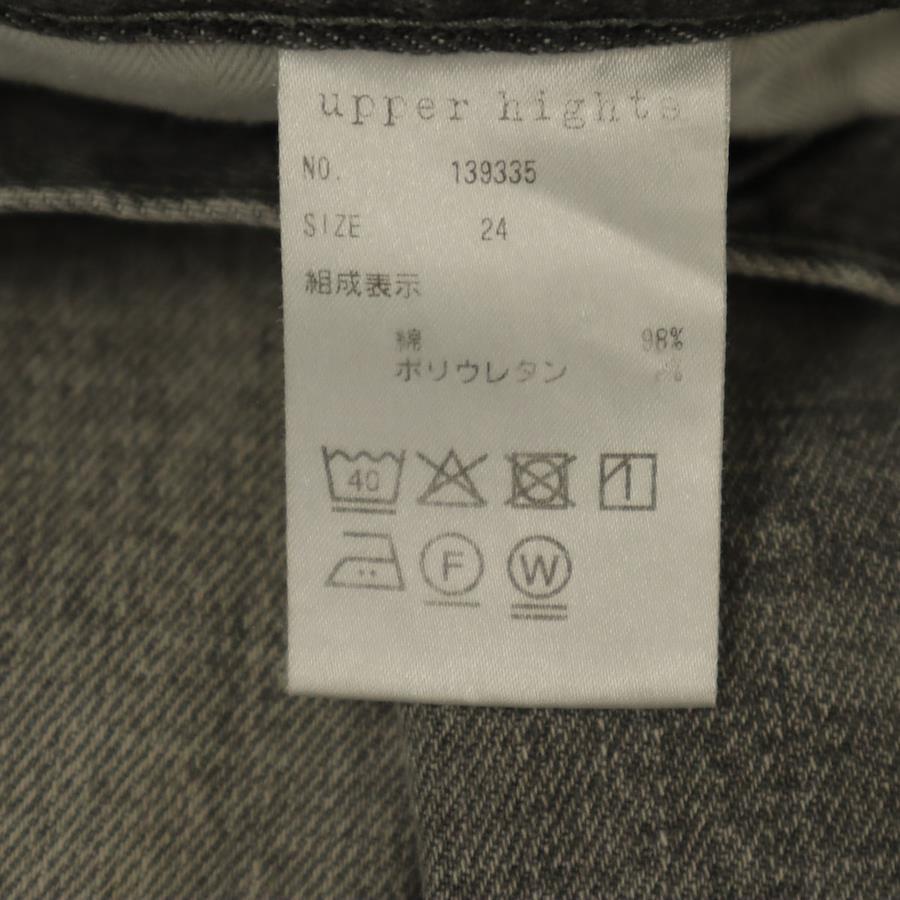 upper hights
NO. 139335
SIZE 24
組成表示
綿 98%
ポリウレタン %
40
F
W